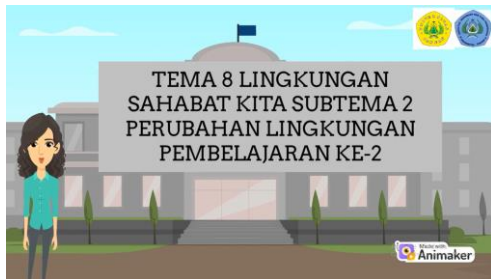 TEMA 8 LINGKUNGAN
SAHABAT KITA SUBTEMA 2
PERUBAHAN LINGKUNGAN
PEMBELAJARAN KE-2
Made with
Animaker